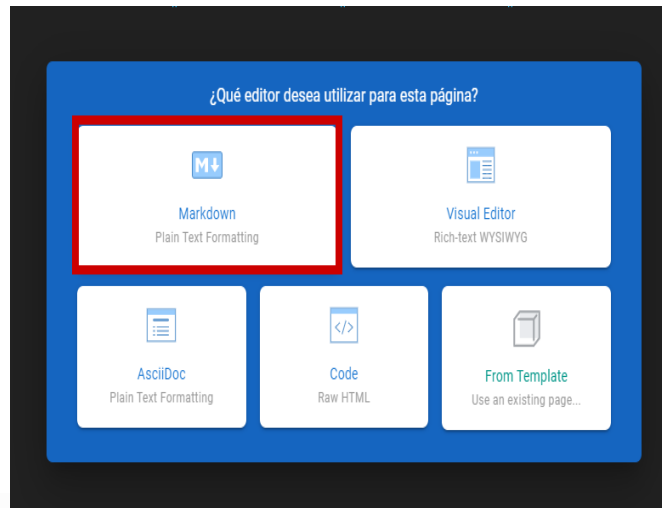 ¿Qué editor desea utilizar para esta página?
M
Markdown
Plain Text Formatting
Visual Editor
Rich-text WYSIWYG
AsciiDoc
Plain Text Formatting
</>
Code
Raw HTML
From Template
Use an existing page...